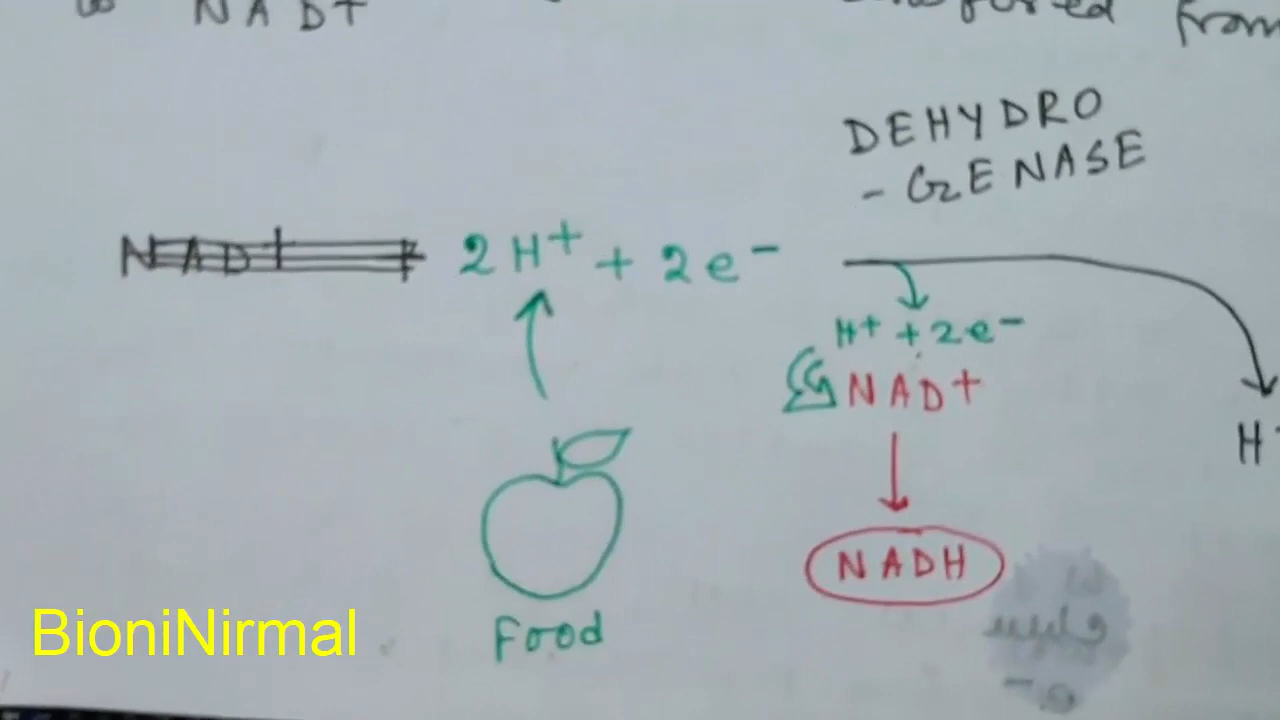 NAD+
from
DEHYDRO
- GENASE
NAD+ 2H+ + 2e-
H+ + 2e-
NAD+
H
NADH
Food
BioniNirmal